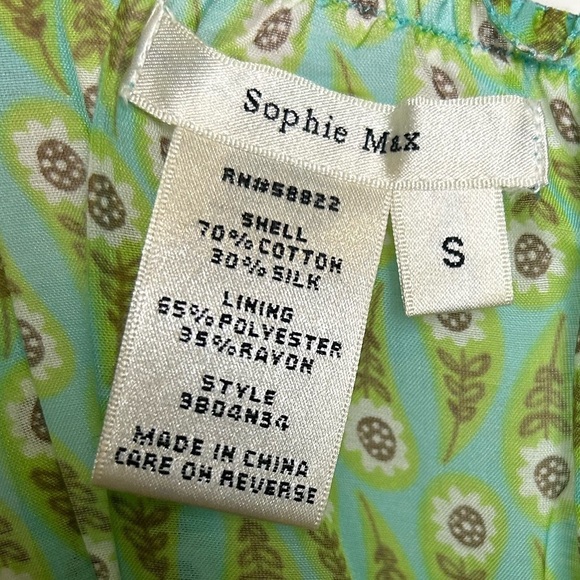 Sophie Max
S
RN#58822
SHELL
70% COTTON
30% SILK
LINING
65% POLYESTER
35% RAYON
STYLE
3804N34
MADE IN CHINA
CARE ON REVERSE